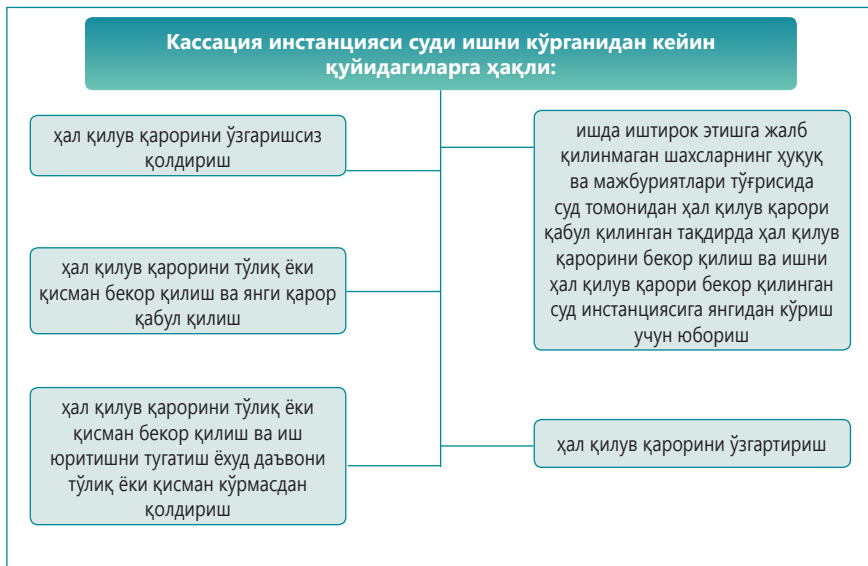 Кассация инстанцияси суди ишни кўрганидан кейин
қуйидагиларга ҳақли:
ҳал қилув қарорини ўзгаришсиз
қолдириш
ҳал қилув қарорини тўлиқ ёки
қисман бекор қилиш ва янги қарор
қабул қилиш
ҳал қилув қарорини тўлиқ ёки
қисман бекор қилиш ва иш
юритишни тугатиш ёхуд даъвони
тўлиқ ёки қисман кўрмасдан
қолдириш
ишда иштирок этишга жалб
қилинмаган шахсларнинг ҳуқуқ
ва мажбуриятлари тўғрисида
суд томонидан ҳал қилув қарори
қабул қилинган тақдирда ҳал қилув
қарорини бекор қилиш ва ишни
ҳал қилув қарори бекор қилинган
суд инстанциясига янгидан кўриш
учун юбориш
ҳал қилув қарорини ўзгартириш